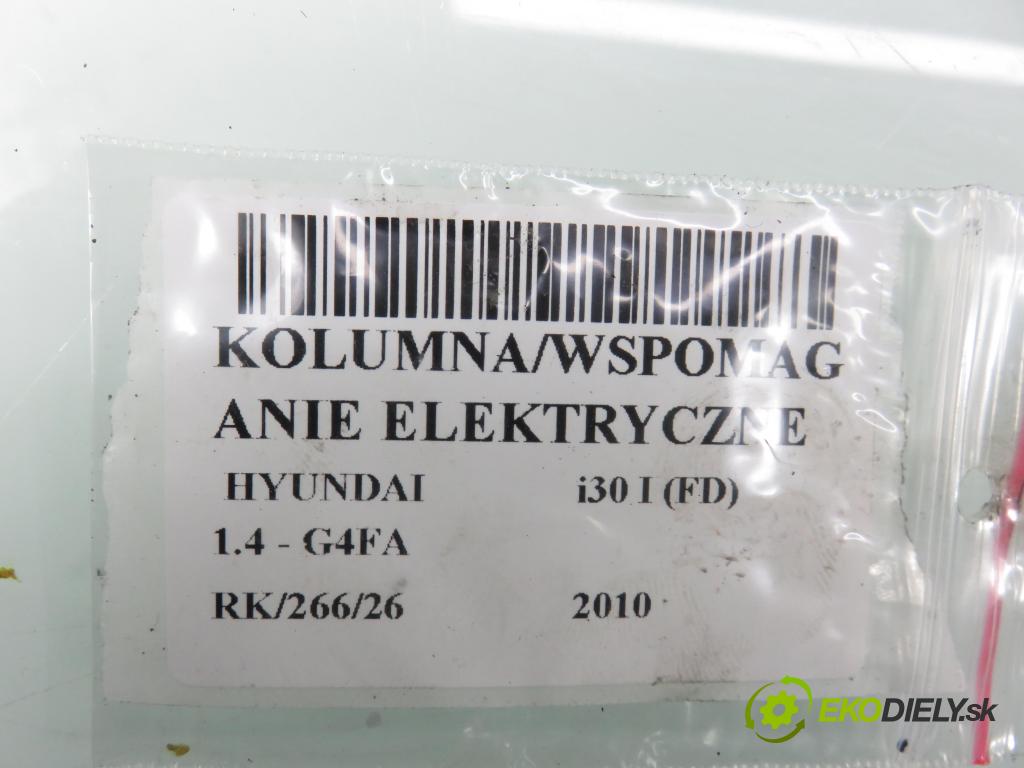 KOLUMNA/WSPOMAG
ANIE ELEKTRYCZNE
HYUNDAI i30 I (FD)
1.4 - G4FA
RK/266/26 2010
EKODIELY.sk